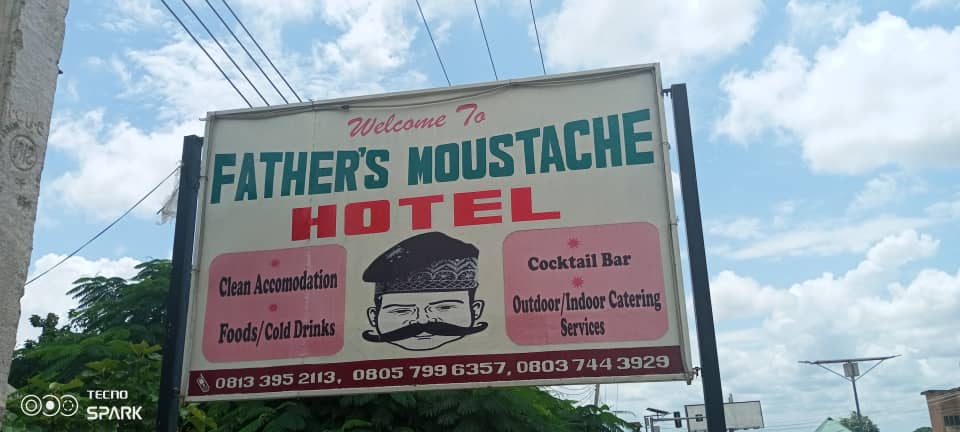 Welcome To
FATHER'S MOUSTACHE
HOTEL
Clean Accomodation
Foods/Cold Drinks
Cocktail Bar
Outdoor/Indoor Catering
Services
0813 395 2113, 0805 799 6357, 0803 744 3929
TECNO
SPARK